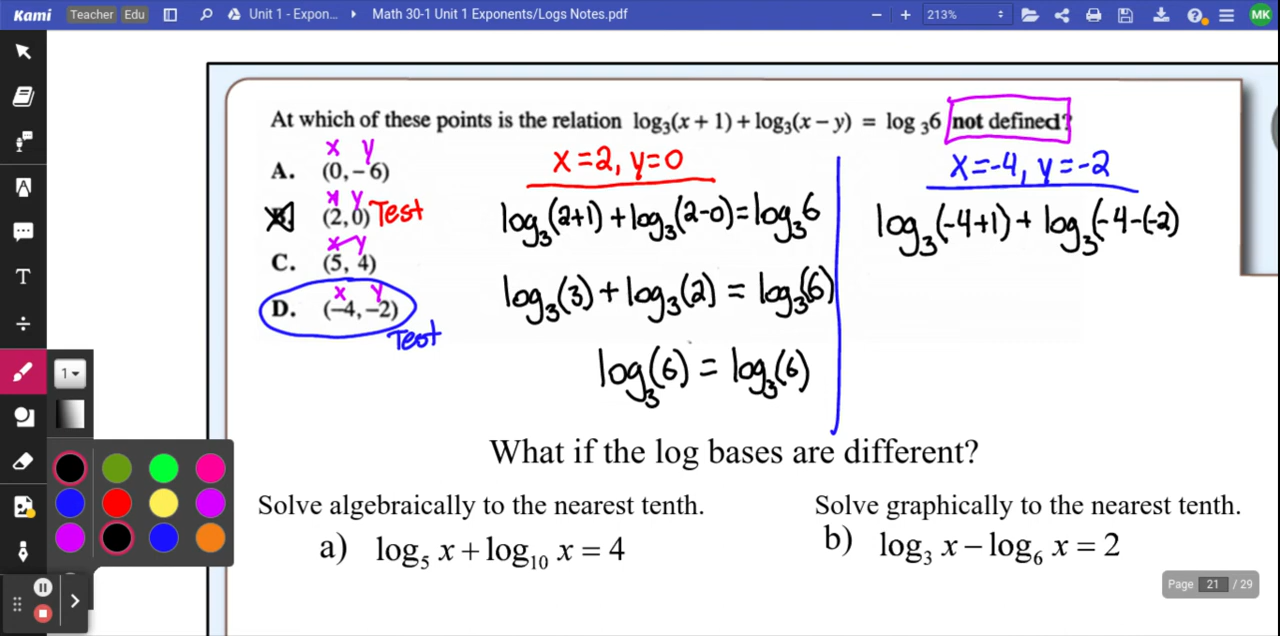 Kami Teacher Edu Unit 1 - Expon... Math 30-1 Unit 1 Exponents/Logs Notes.pdf 213% MK
At which of these points is the relation log₃(x + 1) + log₃(x − y) = log ₃6 not defined?
x y
A. (0, −6)
x y
B. (2, 0) Test
x y
C. (5, 4)
x y
D. (−4, −2)
Test
x=2, y=0
log₃(2+1) + log₃(2-0) = log₃6
log₃(3) + log₃(2) = log₃(6)
log₃(6) = log₃(6)
x=-4, y=-2
log₃(-4+1) + log₃(-4-(-2)
What if the log bases are different?
Solve algebraically to the nearest tenth.
a) log₅ x + log₁₀ x = 4
Solve graphically to the nearest tenth.
b) log₃ x − log₆ x = 2
1
T
Page 21 / 29